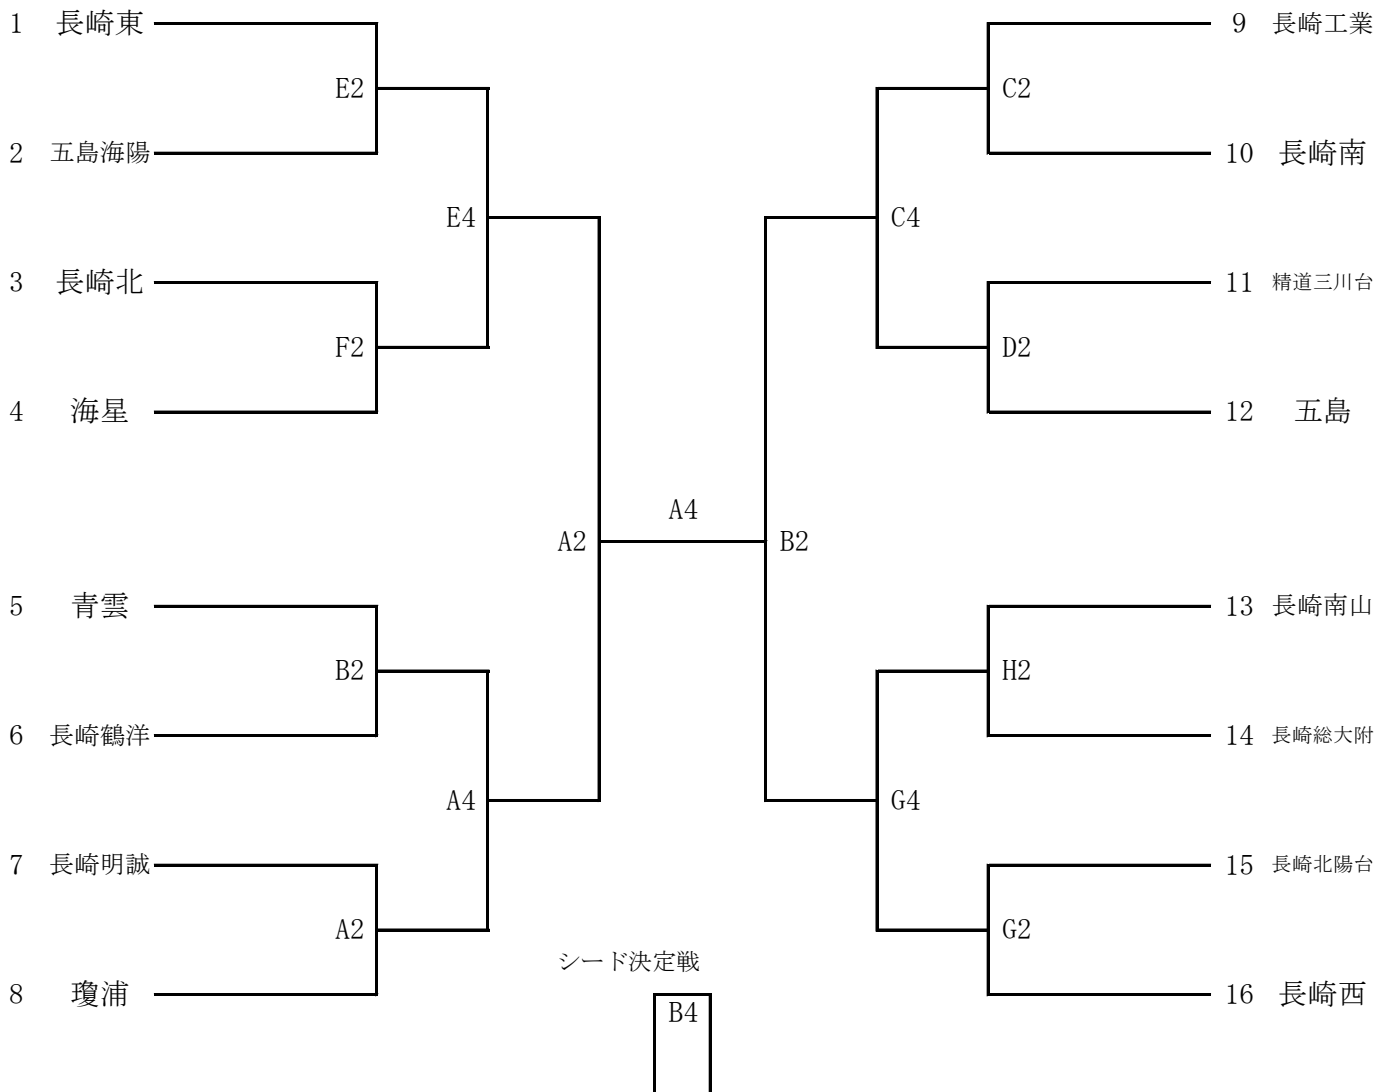 1 長崎東
E2
2 五島海陽
E4
3 長崎北
F2
4 海星
A2
5 青雲
B2
6 長崎鶴洋
A4
7 長崎明誠
A2
8 瓊浦
A4
シード決定戦
B4
9 長崎工業
C2
10 長崎南
C4
11 精道三川台
D2
12 五島
B2
13 長崎南山
H2
14 長崎総大附
G4
15 長崎北陽台
G2
16 長崎西